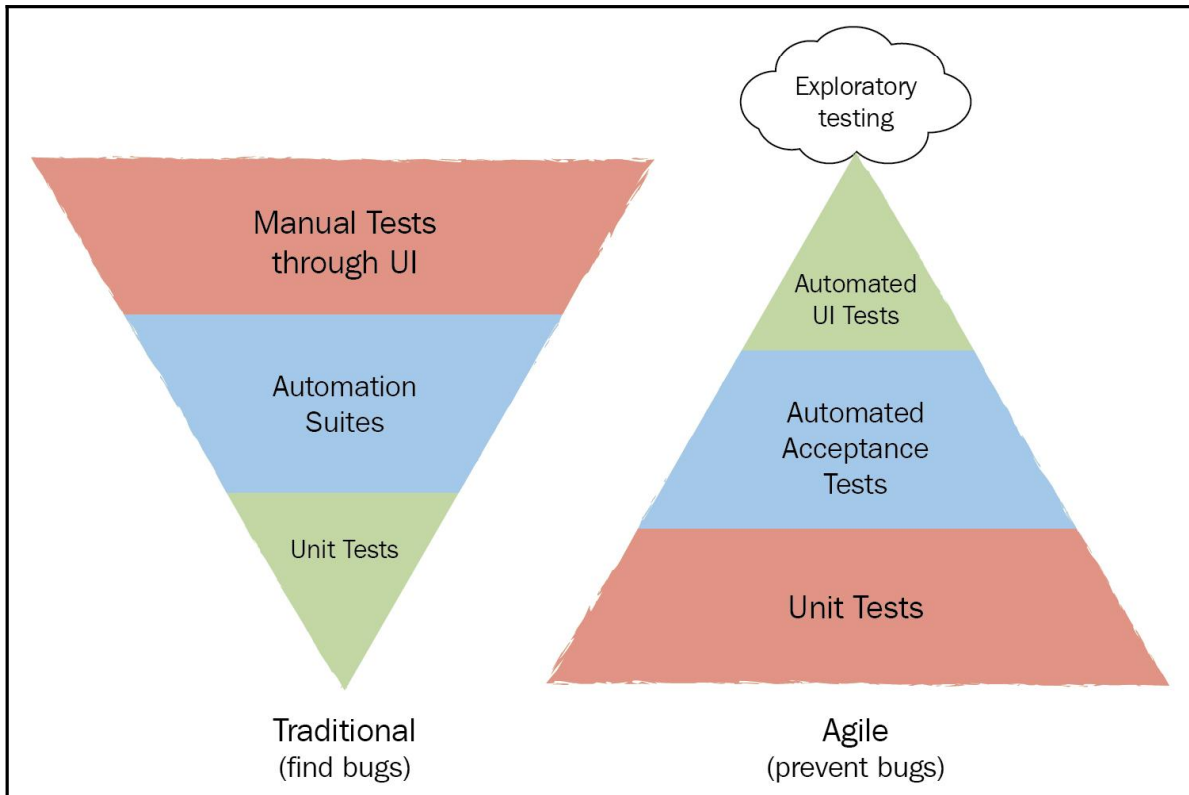 Exploratory
testing
Manual Tests
through UI
Automation
Suites
Unit Tests
Traditional
(find bugs)
Automated
UI Tests
Automated
Acceptance
Tests
Unit Tests
Agile
(prevent bugs)